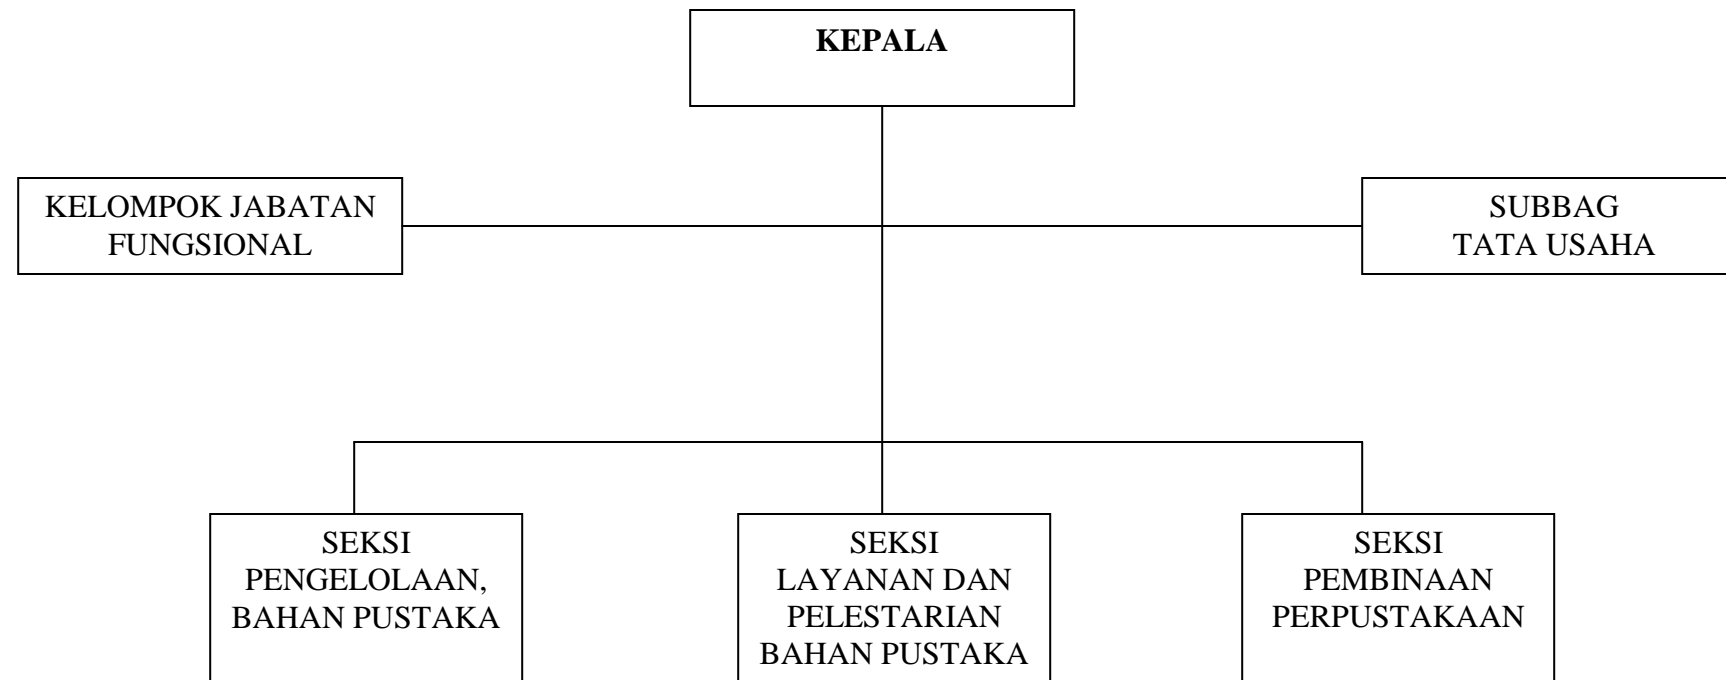 KEPALA
KELOMPOK JABATAN
FUNGSIONAL
SUBBAG
TATA USAHA
SEKSI
PENGELOLAAN,
BAHAN PUSTAKA
SEKSI
LAYANAN DAN
PELESTARIAN
BAHAN PUSTAKA
SEKSI
PEMBINAAN
PERPUSTAKAAN